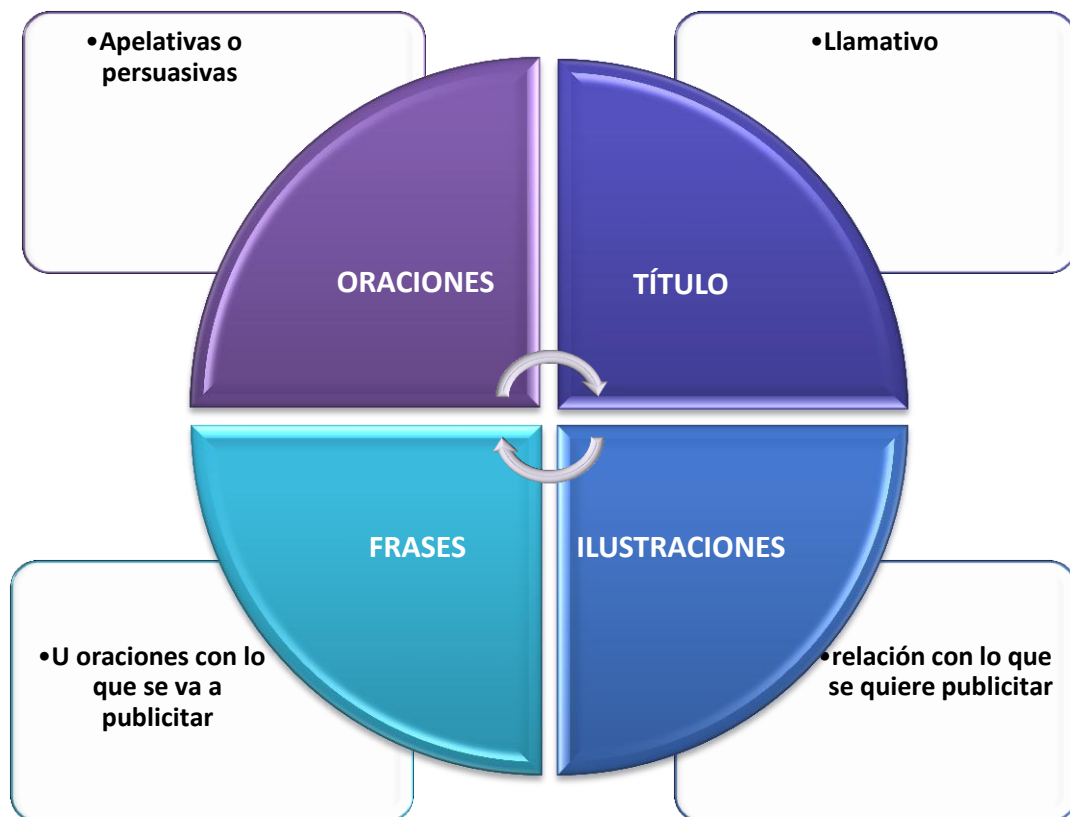 •Apelativas o
persuasivas
•Llamativo
ORACIONES
TÍTULO
FRASES
ILUSTRACIONES
•U oraciones con lo
que se va a
publicitar
•relación con lo que
se quiere publicitar